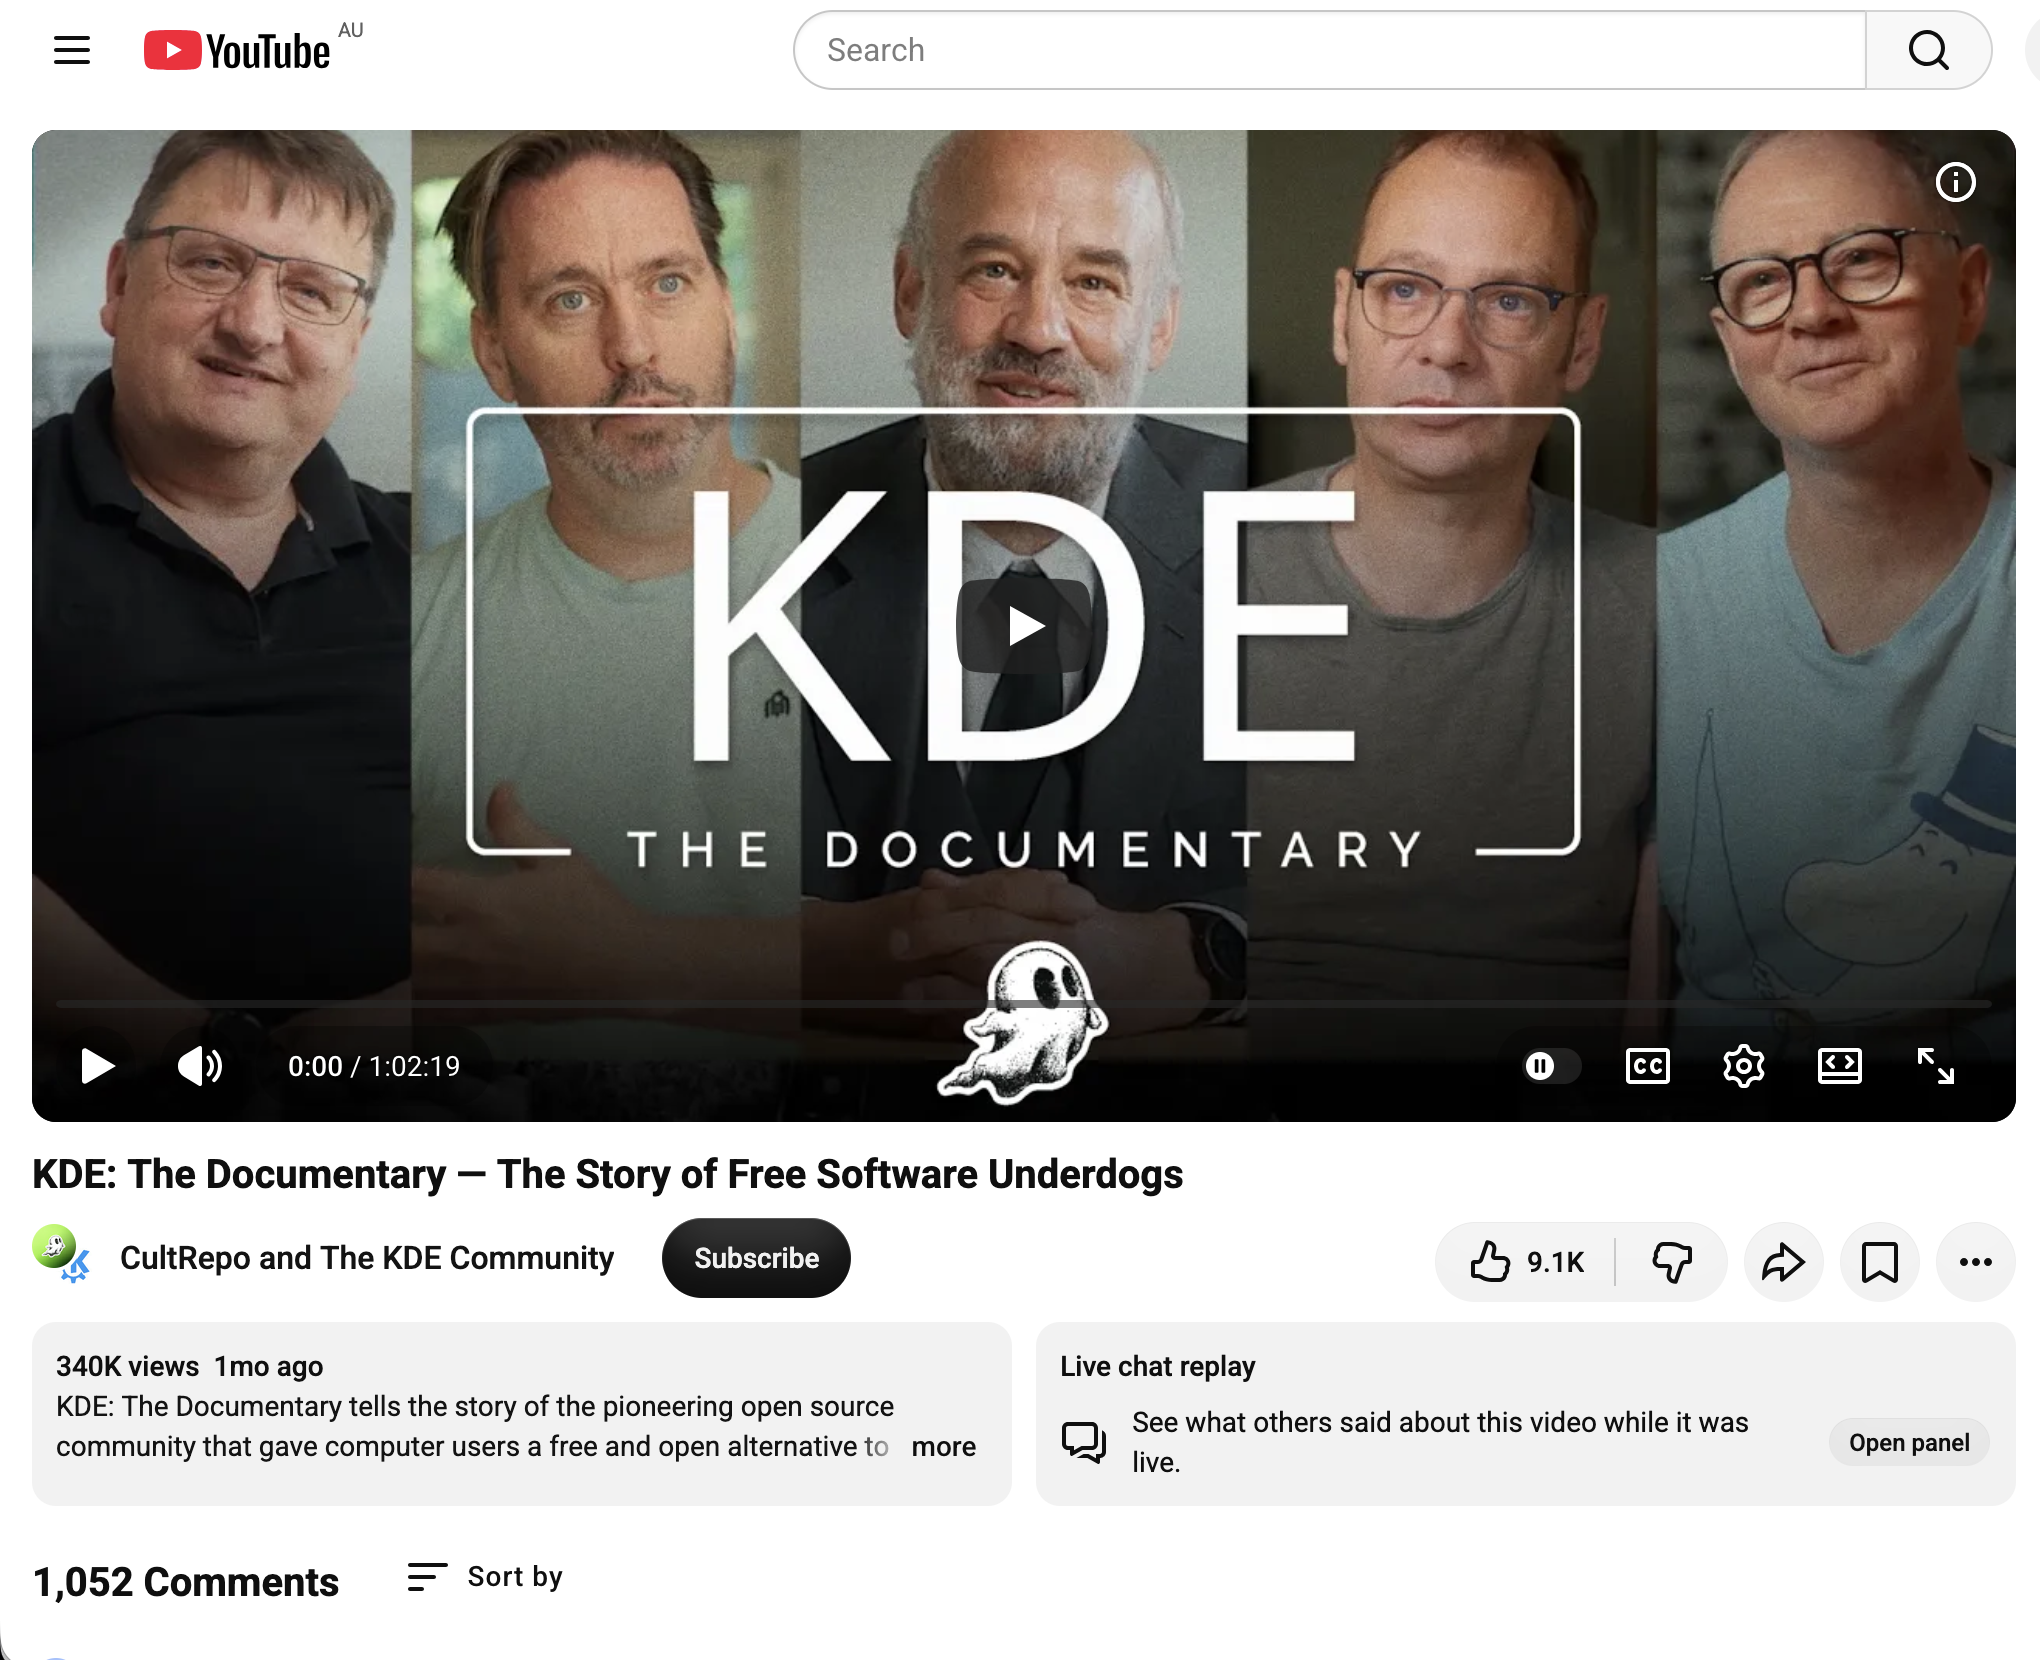 YouTube AU
Search
KDE
THE DOCUMENTARY
0:00 / 1:02:19
CC
KDE: The Documentary — The Story of Free Software Underdogs
CultRepo and The KDE Community
Subscribe
9.1K
340K views 1mo ago
KDE: The Documentary tells the story of the pioneering open source
community that gave computer users a free and open alternative to more
Live chat replay
See what others said about this video while it was
live.
Open panel
1,052 Comments
Sort by